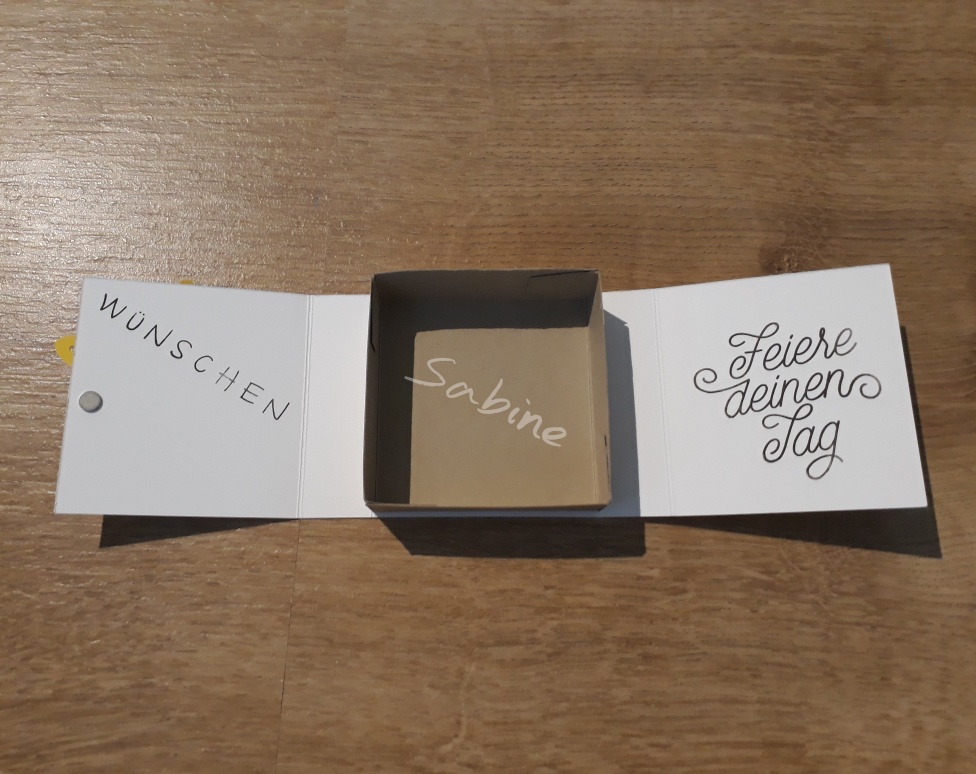 WÜNSCHEN
Sabine
Feiere
deinen
Tag